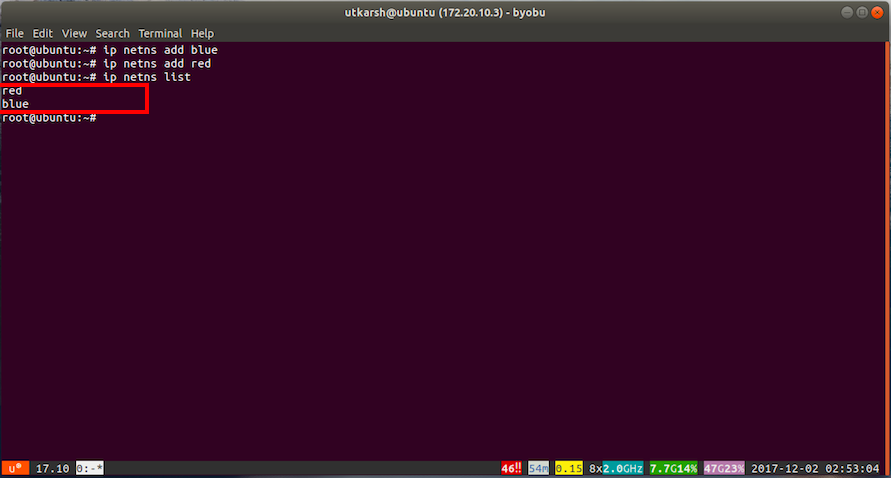 utkarsh@ubuntu (172.20.10.3) - byobu
File Edit View Search Terminal Help
root@ubuntu:~# ip netns add blue
root@ubuntu:~# ip netns add red
root@ubuntu:~# ip netns list
red
blue
root@ubuntu:~#
u 17.10 0:-* 46!! 54m 0.15 8x2.0GHz 7.7G14% 47G23% 2017-12-02 02:53:04